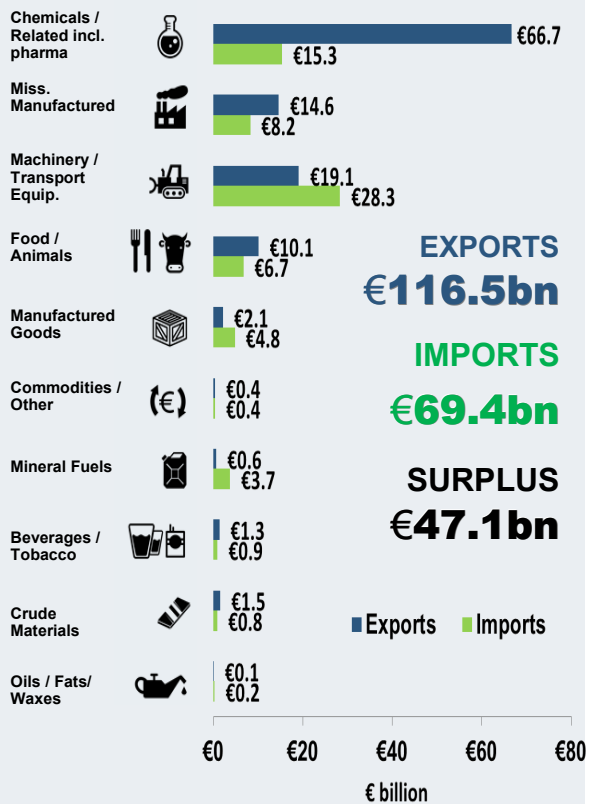 Chemicals /
Related incl.
pharma
€66.7
€15.3
Miss.
Manufactured
€14.6
€8.2
Machinery /
Transport
Equip.
€19.1
€28.3
Food /
Animals
€10.1
€6.7
EXPORTS
€116.5bn
Manufactured
Goods
€2.1
€4.8
IMPORTS
€69.4bn
Commodities /
Other
(€)
€0.4
€0.4
Mineral Fuels
€0.6
€3.7
SURPLUS
€47.1bn
Beverages /
Tobacco
€1.3
€0.9
Crude
Materials
€1.5
€0.8
Exports Imports
Oils / Fats/
Waxes
€0.1
€0.2
€0 €20 €40 €60 €80
€ billion